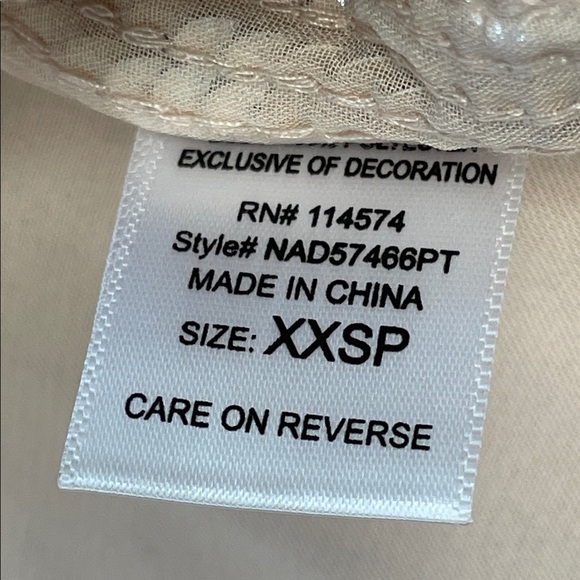 EXCLUSIVE OF DECORATION
RN# 114574
Style# NAD57466PT
MADE IN CHINA
SIZE: XXSP
CARE ON REVERSE